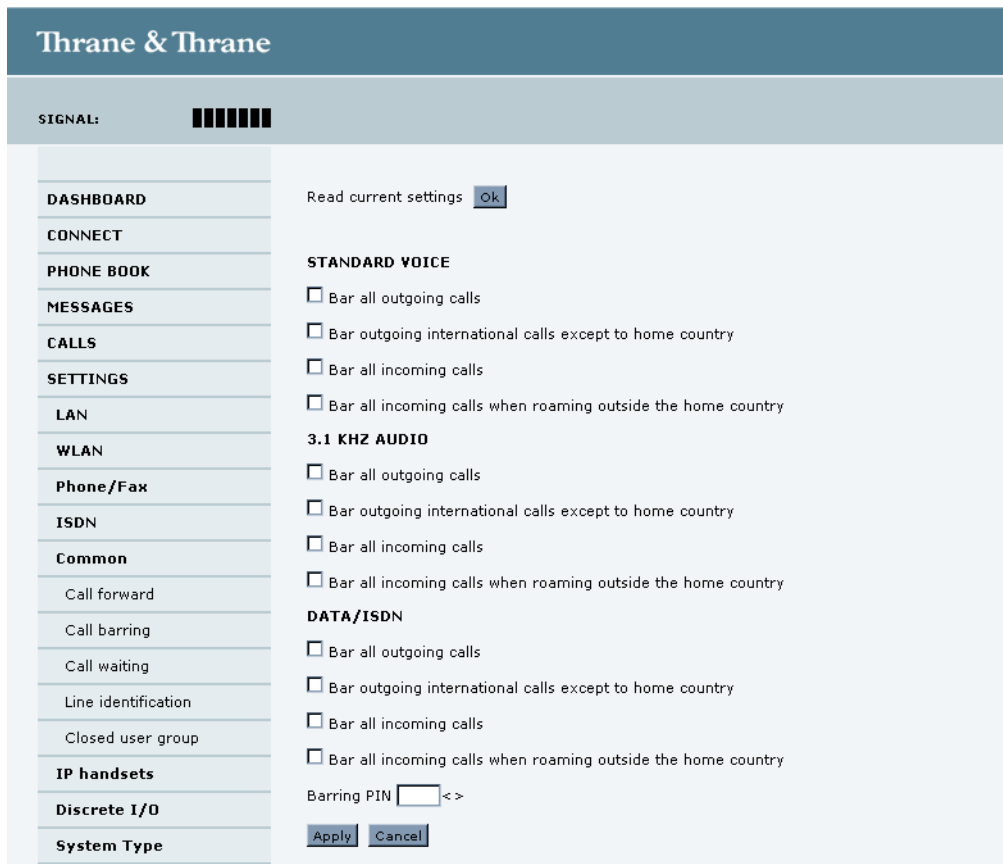 Thrane & Thrane
SIGNAL:
DASHBOARD
CONNECT
PHONE BOOK
MESSAGES
CALLS
SETTINGS
LAN
WLAN
Phone/Fax
ISDN
Common
Call forward
Call barring
Call waiting
Line identification
Closed user group
IP handsets
Discrete I/O
System Type
Read current settings Ok
STANDARD VOICE
Bar all outgoing calls
Bar outgoing international calls except to home country
Bar all incoming calls
Bar all incoming calls when roaming outside the home country
3.1 KHZ AUDIO
Bar all outgoing calls
Bar outgoing international calls except to home country
Bar all incoming calls
Bar all incoming calls when roaming outside the home country
DATA/ISDN
Bar all outgoing calls
Bar outgoing international calls except to home country
Bar all incoming calls
Bar all incoming calls when roaming outside the home country
Barring PIN <>
Apply Cancel